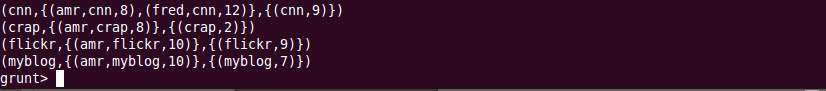 (cnn,{(amr,cnn,8),(fred,cnn,12)},{(cnn,9)})
(crap,{(amr,crap,8)},{(crap,2)})
(flickr,{(amr,flickr,10)},{(flickr,9)})
(myblog,{(amr,myblog,10)},{(myblog,7)})
grunt>